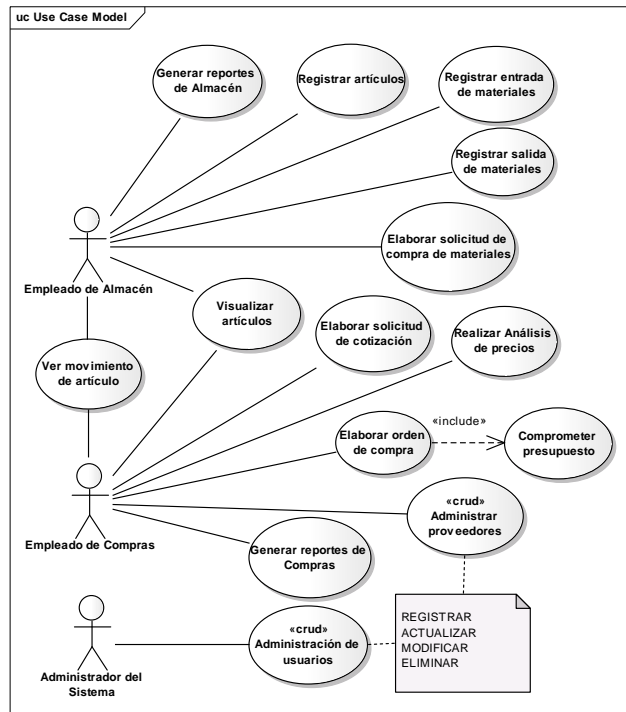 uc Use Case Model
Generar reportes
de Almacén
Registrar artículos
Registrar entrada
de materiales
Registrar salida
de materiales
Elaborar solicitud de
compra de materiales
Empleado de Almacén
Visualizar
artículos
Elaborar solicitud
de cotización
Realizar Análisis
de precios
Ver movimiento
de artículo
«include»
Elaborar orden
de compra
Comprometer
presupuesto
«crud»
Administrar
proveedores
Empleado de Compras
Generar reportes de
Compras
REGISTRAR
ACTUALIZAR
MODIFICAR
ELIMINAR
«crud»
Administración de
usuarios
Administrador del
Sistema